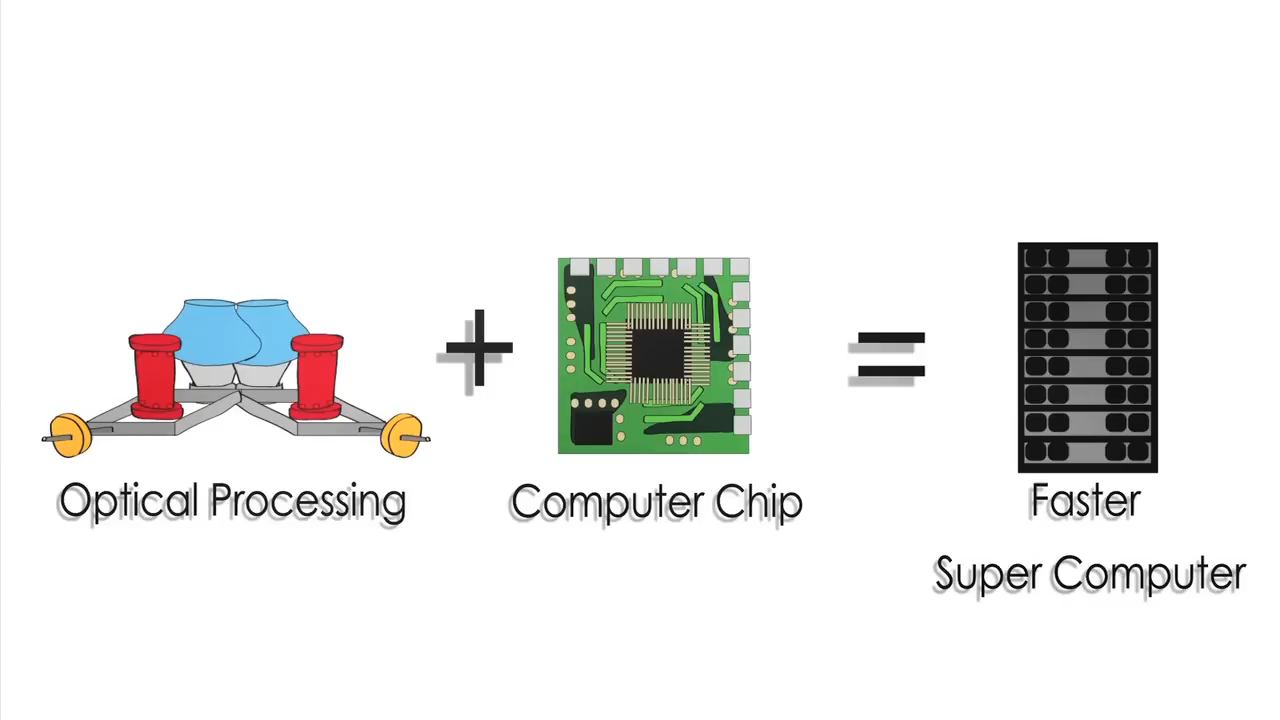 +
=
Optical Processing
Computer Chip
Faster
Super Computer